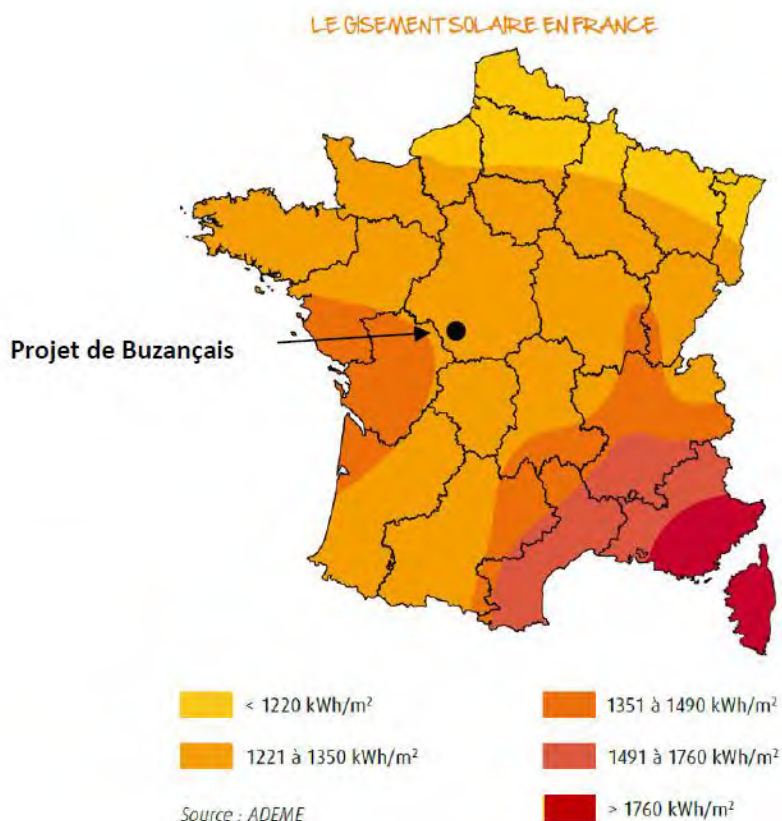 LE GISEMENT SOLAIRE EN FRANCE
Projet de Buzançais
< 1220 kWh/m²
1221 à 1350 kWh/m²
1351 à 1490 kWh/m²
1491 à 1760 kWh/m²
> 1760 kWh/m²
Source : ADEME